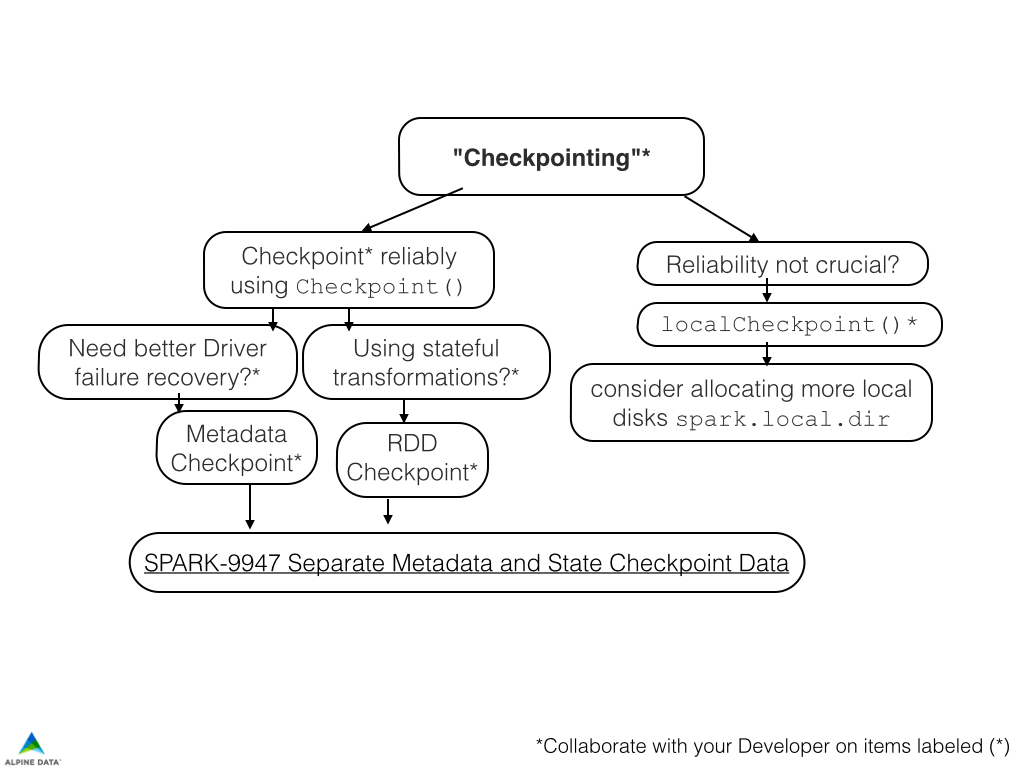 "Checkpointing"*
Checkpoint* reliably
using Checkpoint()
Reliability not crucial?
localCheckpoint()*
Need better Driver
failure recovery?*
Using stateful
transformations?*
consider allocating more local
disks spark.local.dir
Metadata
Checkpoint*
RDD
Checkpoint*
SPARK-9947 Separate Metadata and State Checkpoint Data
*Collaborate with your Developer on items labeled (*)
ALPINE DATA